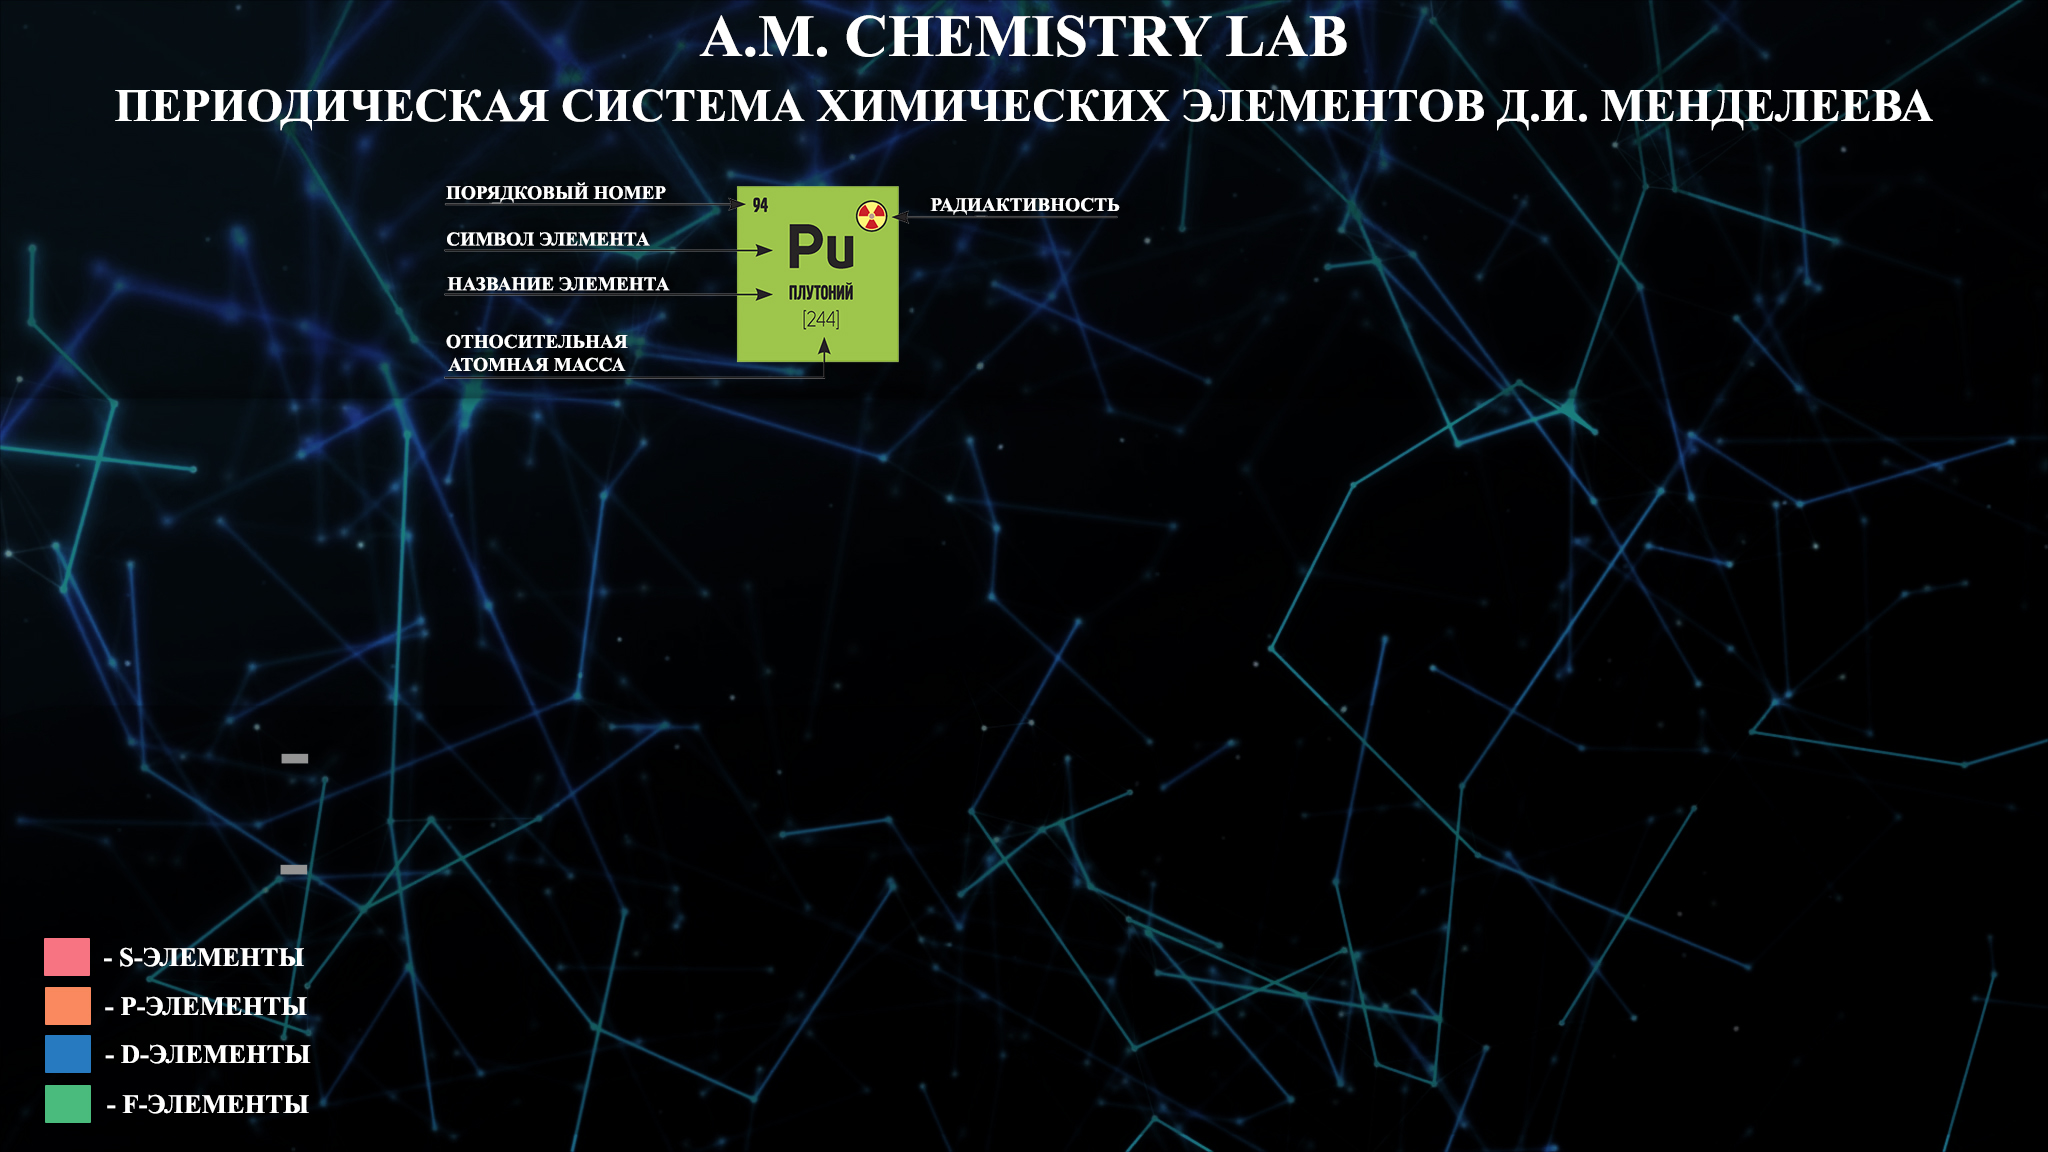 A.M. CHEMISTRY LAB
ПЕРИОДИЧЕСКАЯ СИСТЕМА ХИМИЧЕСКИХ ЭЛЕМЕНТОВ Д.И. МЕНДЕЛЕЕВА
ПОРЯДКОВЫЙ НОМЕР
СИМВОЛ ЭЛЕМЕНТА
НАЗВАНИЕ ЭЛЕМЕНТА
ОТНОСИТЕЛЬНАЯ
АТОМНАЯ МАССА
94
Pu
ПЛУТОНИЙ
[244]
РАДИАКТИВНОСТЬ
- S-ЭЛЕМЕНТЫ
- P-ЭЛЕМЕНТЫ
- D-ЭЛЕМЕНТЫ
- F-ЭЛЕМЕНТЫ